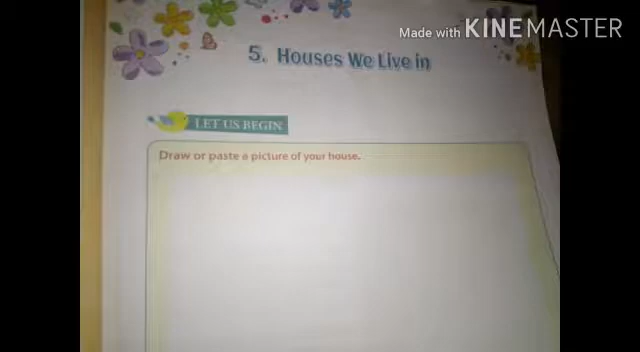 Made with KINEMASTER
5. Houses We Live in
LET US BEGIN
Draw or paste a picture of your house.